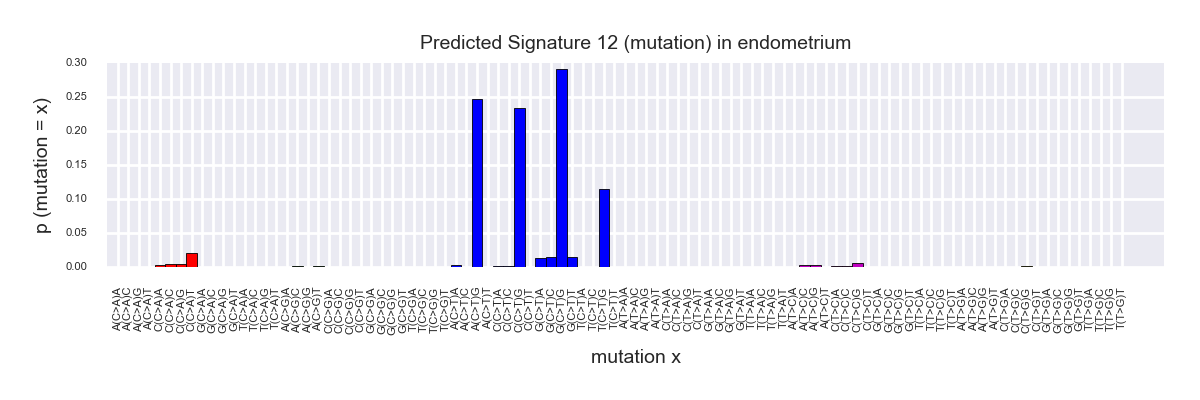 Predicted Signature 12 (mutation) in endometrium
p (mutation = x)
0.30
0.25
0.20
0.15
0.10
0.05
0.00
A(C>A)A
A(C>A)C
A(C>A)G
A(C>A)T
C(C>A)A
C(C>A)C
C(C>A)G
C(C>A)T
G(C>A)A
G(C>A)C
G(C>A)G
G(C>A)T
T(C>A)A
T(C>A)C
T(C>A)G
T(C>A)T
A(C>G)A
A(C>G)C
A(C>G)G
A(C>G)T
C(C>G)A
C(C>G)C
C(C>G)G
C(C>G)T
G(C>G)A
G(C>G)C
G(C>G)G
G(C>G)T
T(C>G)A
T(C>G)C
T(C>G)G
T(C>G)T
A(C>T)A
A(C>T)C
A(C>T)G
A(C>T)T
C(C>T)A
C(C>T)C
C(C>T)G
C(C>T)T
G(C>T)A
G(C>T)C
G(C>T)G
G(C>T)T
T(C>T)A
T(C>T)C
T(C>T)G
T(C>T)T
A(T>A)A
A(T>A)C
A(T>A)G
A(T>A)T
C(T>A)A
C(T>A)C
C(T>A)G
C(T>A)T
G(T>A)A
G(T>A)C
G(T>A)G
G(T>A)T
T(T>A)A
T(T>A)C
T(T>A)G
T(T>A)T
A(T>C)A
A(T>C)C
A(T>C)G
A(T>C)T
C(T>C)A
C(T>C)C
C(T>C)G
C(T>C)T
G(T>C)A
G(T>C)C
G(T>C)G
G(T>C)T
T(T>C)A
T(T>C)C
T(T>C)G
T(T>C)T
A(T>G)A
A(T>G)C
A(T>G)G
A(T>G)T
C(T>G)A
C(T>G)C
C(T>G)G
C(T>G)T
G(T>G)A
G(T>G)C
G(T>G)G
G(T>G)T
T(T>G)A
T(T>G)C
T(T>G)G
T(T>G)T
mutation x